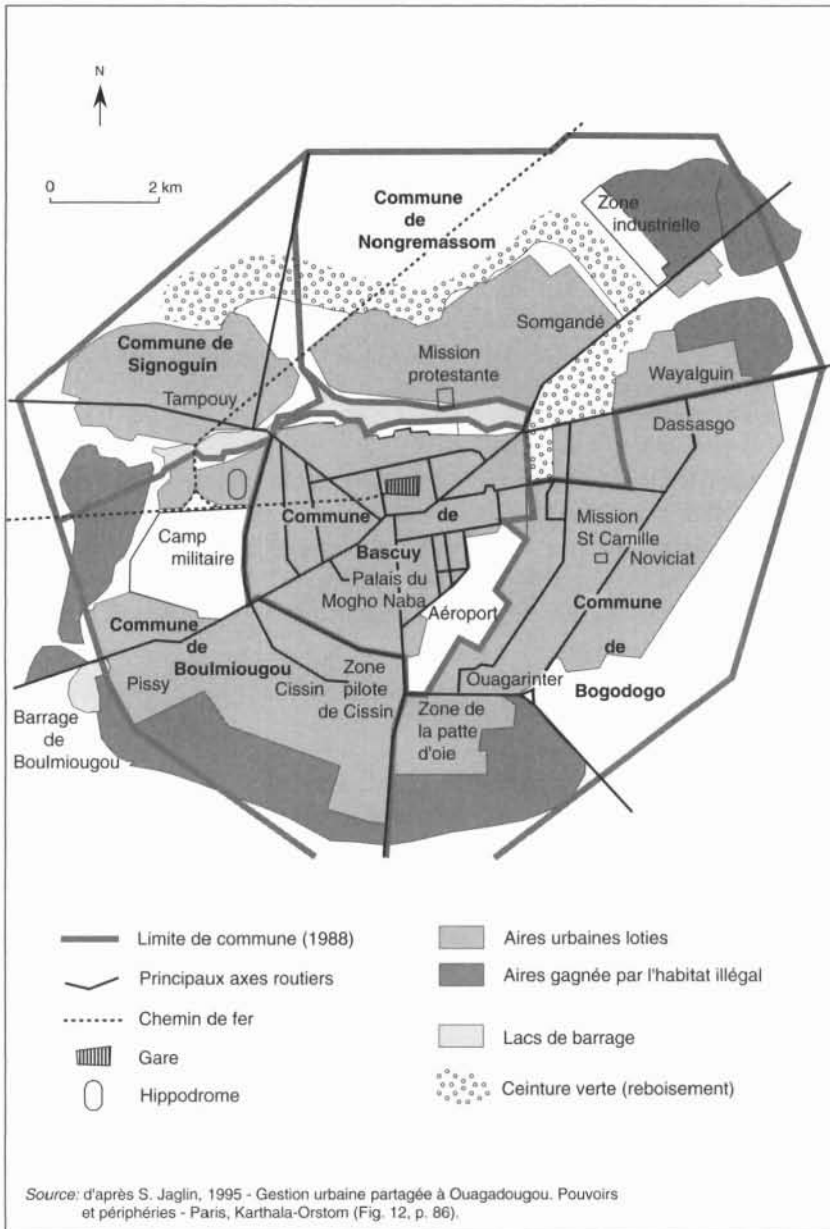 N
0 2 km
Commune
de
Nongremassom
Zone
industrielle
Somgandé
Commune de
Signoguin
Mission
protestante
Tampouy
Wayalguin
Dassasgo
Commune de
Bascuy
Camp
militaire
Mission
St Camille
Noviciat
Palais du
Mogho Naba
Aéroport
Commune
de
Boulmiougou
Commune
de
Bogodogo
Pissy
Cissin
Zone
pilote
de Cissin
Ouagarinter
Zone de
la patte
d'oie
Barrage
de
Boulmiougou
Limite de commune (1988)
Principaux axes routiers
Chemin de fer
Gare
Hippodrome
Aires urbaines loties
Aires gagnée par l'habitat illégal
Lacs de barrage
Ceinture verte (reboisement)
Source: d'après S. Jaglin, 1995 - Gestion urbaine partagée à Ouagadougou. Pouvoirs
et périphéries - Paris, Karthala-Orstom (Fig. 12, p. 86).